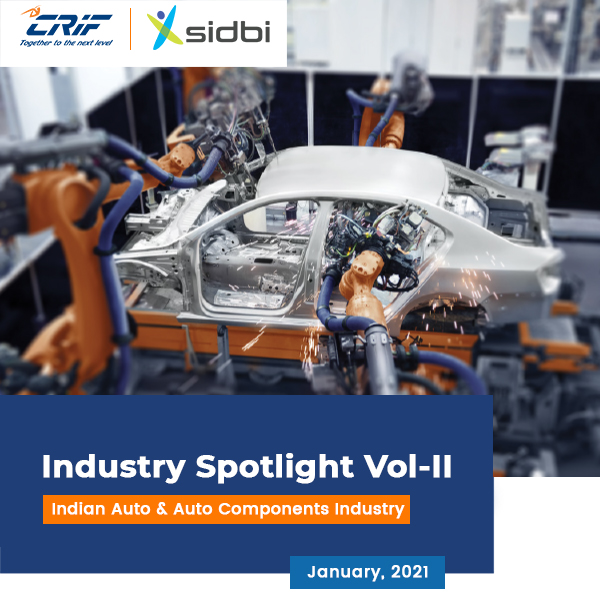 CRIF
Together to the next level
sidbi
Industry Spotlight Vol-II
Indian Auto & Auto Components Industry
January, 2021